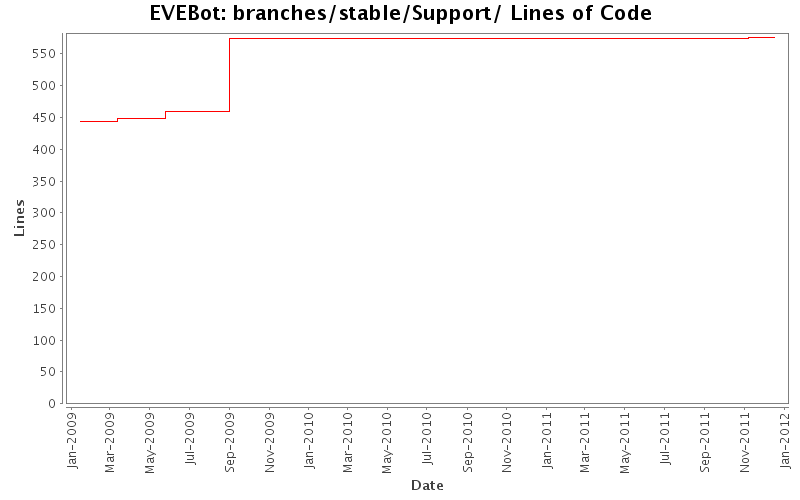 EVEBot: branches/stable/Support/ Lines of Code
Lines
550
500
450
400
350
300
250
200
150
100
50
0
Jan-2009
Mar-2009
May-2009
Jul-2009
Sep-2009
Nov-2009
Jan-2010
Mar-2010
May-2010
Jul-2010
Sep-2010
Nov-2010
Jan-2011
Mar-2011
May-2011
Jul-2011
Sep-2011
Nov-2011
Jan-2012
Date